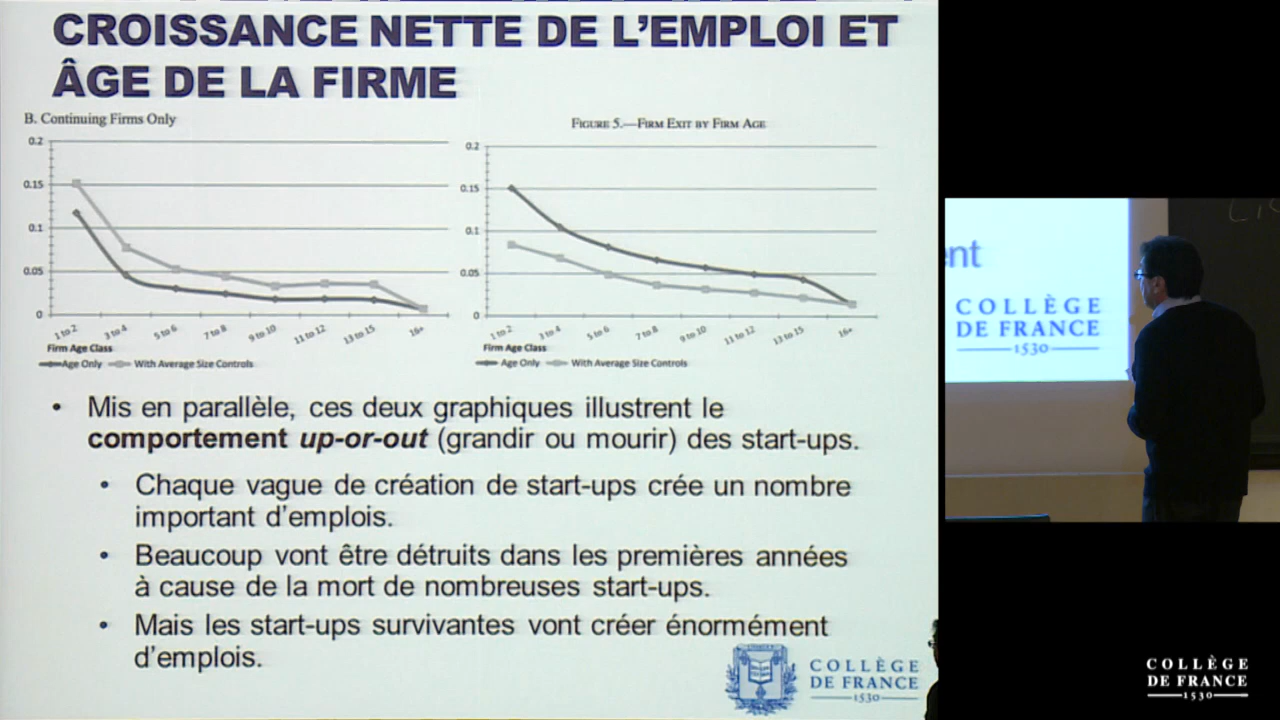 CROISSANCE NETTE DE L'EMPLOI ET
ÂGE DE LA FIRME
B. Continuing Firms Only
0.2
0.15
0.1
0.05
0
1 to 2
3 to 4
5 to 6
7 to 8
9 to 10
11 to 12
13 to 15
16+
Firm Age Class
Age Only
With Average Size Controls
FIGURE 5.—FIRM EXIT BY FIRM AGE
0.2
0.15
0.1
0.05
0
1 to 2
3 to 4
5 to 6
7 to 8
9 to 10
11 to 12
13 to 15
16+
Firm Age Class
Age Only
With Average Size Controls
• Mis en parallèle, ces deux graphiques illustrent le
comportement up-or-out (grandir ou mourir) des start-ups.
• Chaque vague de création de start-ups crée un nombre
important d'emplois.
• Beaucoup vont être détruits dans les premières années
à cause de la mort de nombreuses start-ups.
• Mais les start-ups survivantes vont créer énormément
d'emplois.
COLLÈGE
DE FRANCE
1530
nt
COLLÈGE
DE FRANCE
1530
COLLÈGE
DE FRANCE
1530